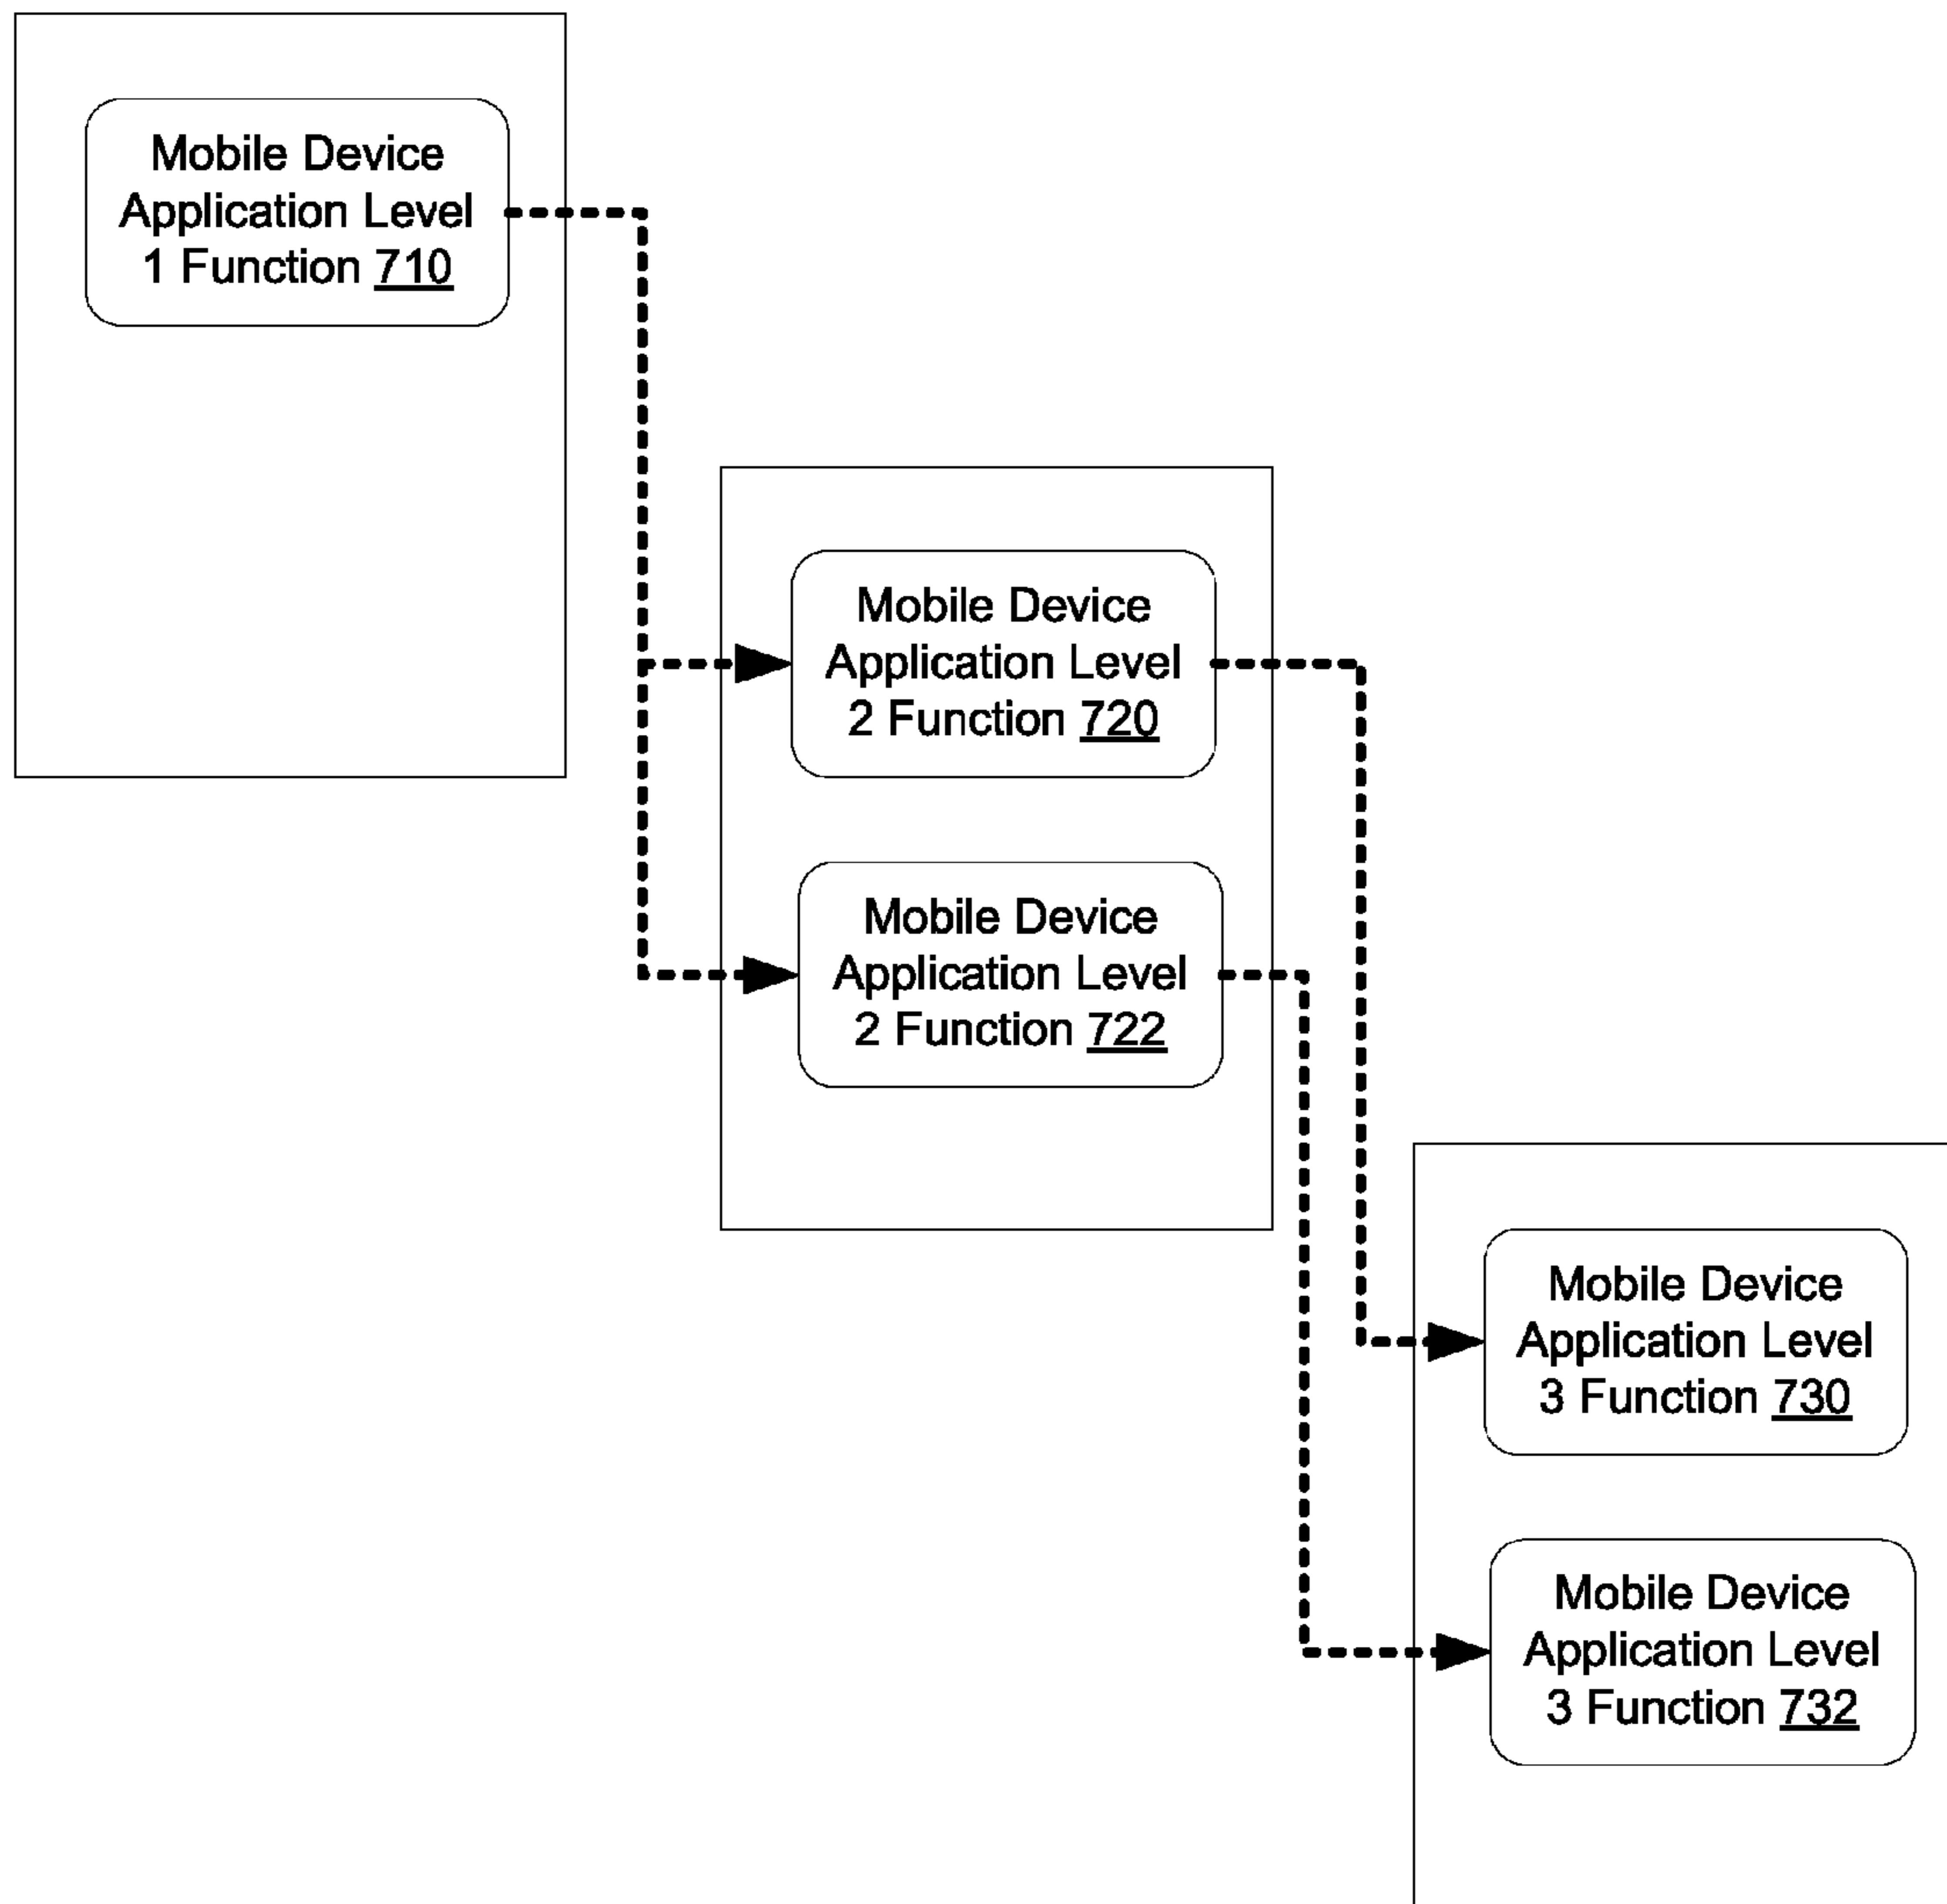 Mobile Device
Application Level
1 Function 710
Mobile Device
Application Level
2 Function 720
Mobile Device
Application Level
2 Function 722
Mobile Device
Application Level
3 Function 730
Mobile Device
Application Level
3 Function 732